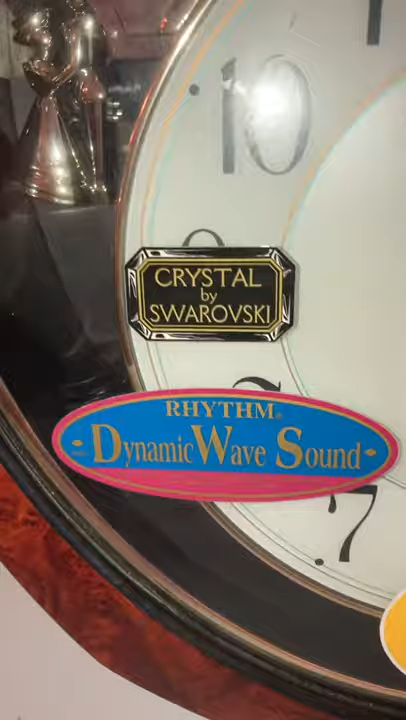 10
CRYSTAL
by
SWAROVSKI
RHYTHM®
Dynamic Wave Sound
7